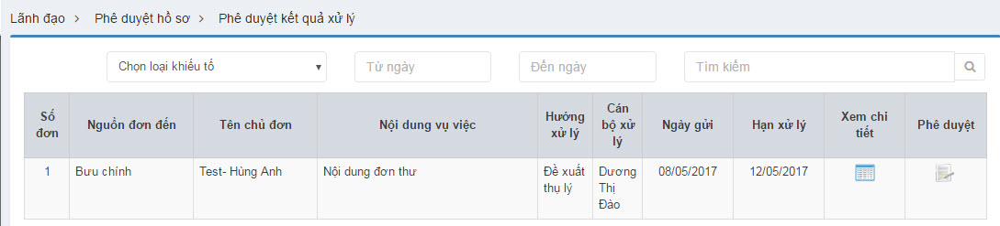 Lãnh đạo > Phê duyệt hồ sơ > Phê duyệt kết quả xử lý
Chọn loại khiếu tố Từ ngày Đến ngày Tìm kiếm
Số đơn Nguồn đơn đến Tên chủ đơn Nội dung vụ việc Hướng xử lý Cán bộ xử lý Ngày gửi Hạn xử lý Xem chi tiết Phê duyệt
1 Bưu chính Test- Hùng Anh Nội dung đơn thư Đề xuất thụ lý Dương Thị Đào 08/05/2017 12/05/2017